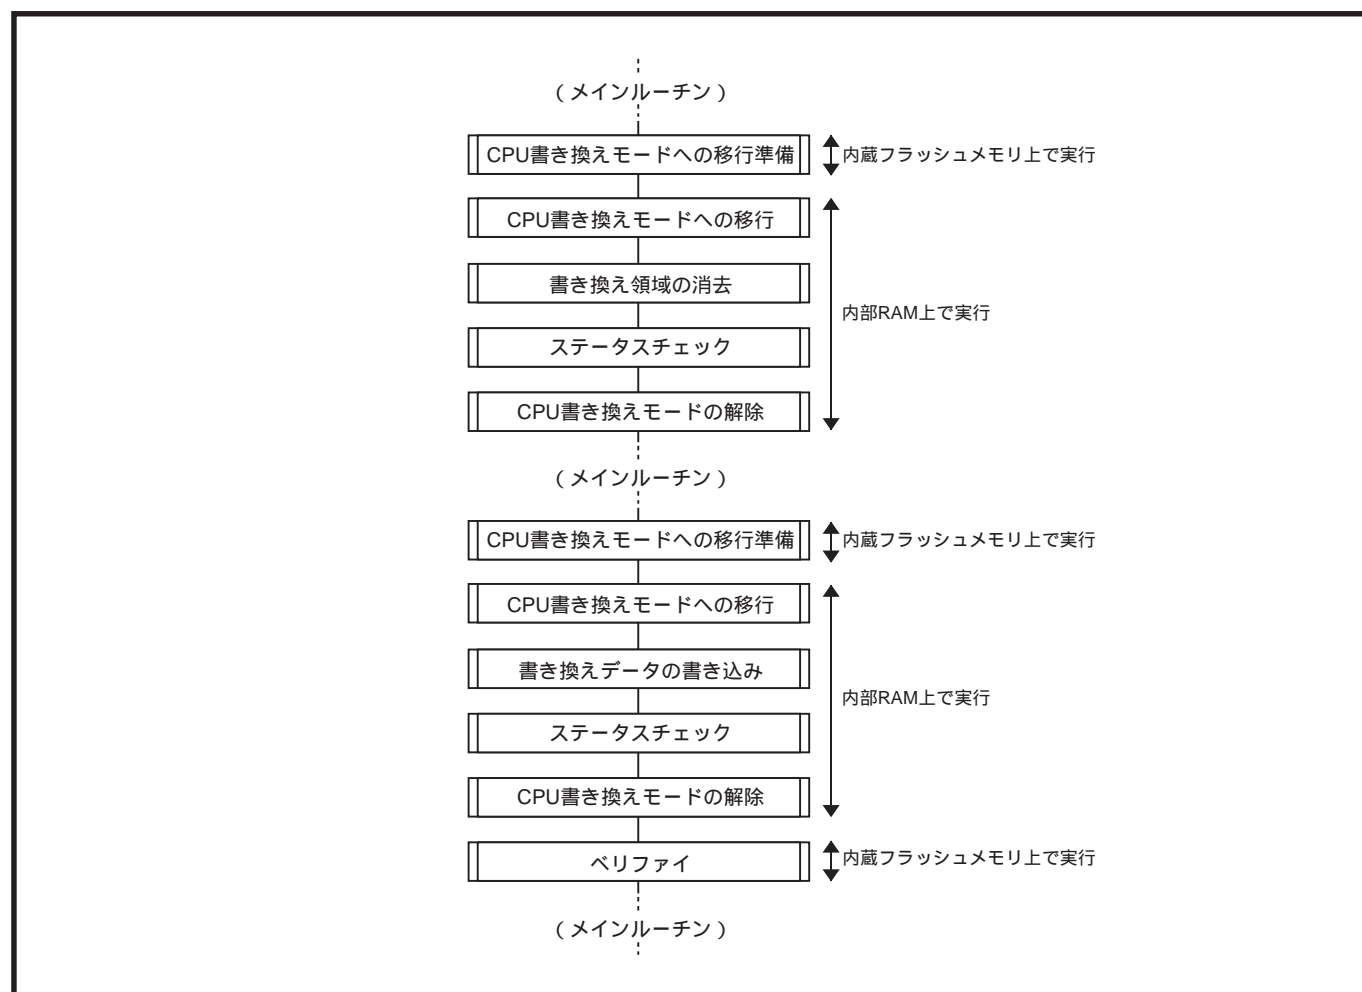 (メインルーチン)
CPU書き換えモードへの移行準備
内蔵フラッシュメモリ上で実行
CPU書き換えモードへの移行
書き換え領域の消去
内部RAM上で実行
ステータスチェック
CPU書き換えモードの解除
(メインルーチン)
CPU書き換えモードへの移行準備
内蔵フラッシュメモリ上で実行
CPU書き換えモードへの移行
書き換えデータの書き込み
内部RAM上で実行
ステータスチェック
CPU書き換えモードの解除
ベリファイ
内蔵フラッシュメモリ上で実行
(メインルーチン)